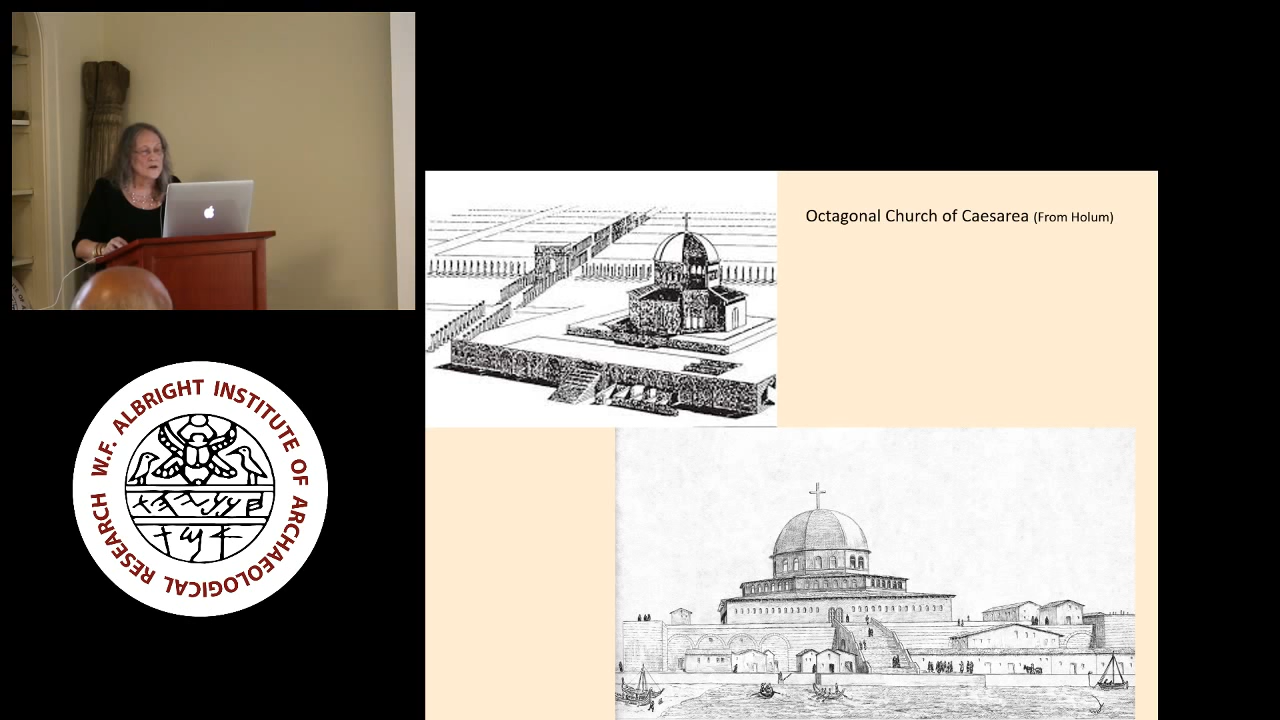 Octagonal Church of Caesarea (From Holum)
W.F. ALBRIGHT INSTITUTE OF ARCHAEOLOGICAL RESEARCH